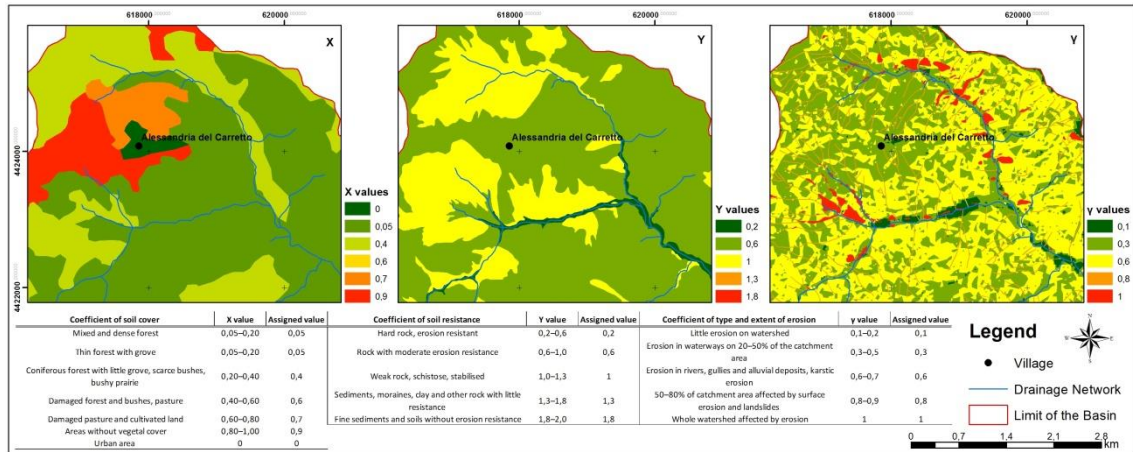 618000 620000 618000 620000 618000 620000
X Y γ
4424000
4422000
Alessandria del Carretto Alessandria del Carretto Alessandria del Carretto
X values
0
0,05
0,4
0,6
0,7
0,9
Y values
0,2
0,6
1
1,3
1,8
γ values
0,1
0,3
0,6
0,8
1
Coefficient of soil cover X value Assigned value
Mixed and dense forest 0,05–0,20 0,05
Thin forest with grove 0,05–0,20 0,05
Coniferous forest with little grove, scarce bushes,
bushy prairie 0,20–0,40 0,4
Damaged forest and bushes, pasture 0,40–0,60 0,6
Damaged pasture and cultivated land 0,60–0,80 0,7
Areas without vegetal cover 0,80–1,00 0,9
Urban area 0 0
Coefficient of soil resistance Y value Assigned value
Hard rock, erosion resistant 0,2–0,6 0,2
Rock with moderate erosion resistance 0,6–1,0 0,6
Weak rock, schistose, stabilised 1,0–1,3 1
Sediments, moraines, clay and other rock with little
resistance 1,3–1,8 1,3
Fine sediments and soils without erosion resistance 1,8–2,0 1,8
Coefficient of type and extent of erosion γ value Assigned value
Little erosion on watershed 0,1–0,2 0,1
Erosion in waterways on 20–50% of the catchment
area 0,3–0,5 0,3
Erosion in rivers, gullies and alluvial deposits, karstic
erosion 0,6–0,7 0,6
50–80% of catchment area affected by surface
erosion and landslides 0,8–0,9 0,8
Whole watershed affected by erosion 1 1
Legend
Village
Drainage Network
Limit of the Basin
0 0,7 1,4 2,1 2,8
km